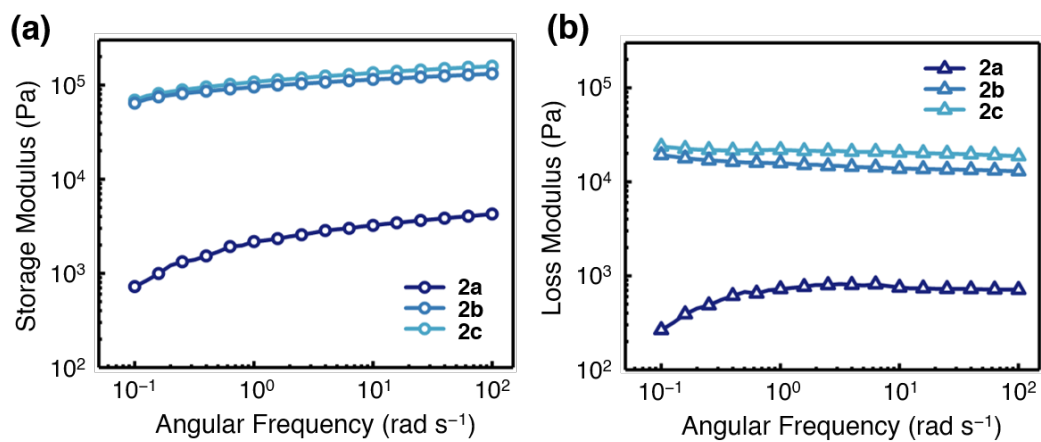 (a)
Storage Modulus (Pa)
10⁵
10⁴
10³
10²
2a
2b
2c
10⁻¹ 10⁰ 10¹ 10²
Angular Frequency (rad s⁻¹)
(b)
Loss Modulus (Pa)
10⁵
10⁴
10³
10²
2a
2b
2c
10⁻¹ 10⁰ 10¹ 10²
Angular Frequency (rad s⁻¹)